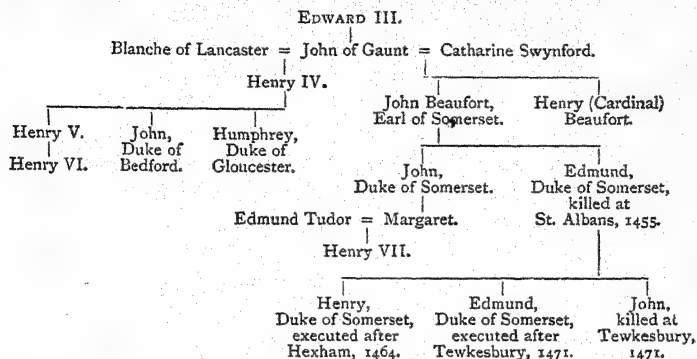 EDWARD III.
Blanche of Lancaster = John of Gaunt = Catharine Swynford.
Henry IV.
John Beaufort,
Earl of Somerset.
Henry (Cardinal)
Beaufort.
Henry V.
Henry VI.
John,
Duke of
Bedford.
Humphrey,
Duke of
Gloucester.
John,
Duke of Somerset.
Edmund,
Duke of Somerset,
killed at
St. Albans, 1455.
Edmund Tudor = Margaret.
Henry VII.
Henry,
Duke of Somerset,
executed after
Hexham, 1464.
Edmund,
Duke of Somerset,
executed after
Tewkesbury, 1471.
John,
killed at
Tewkesbury,
1471.